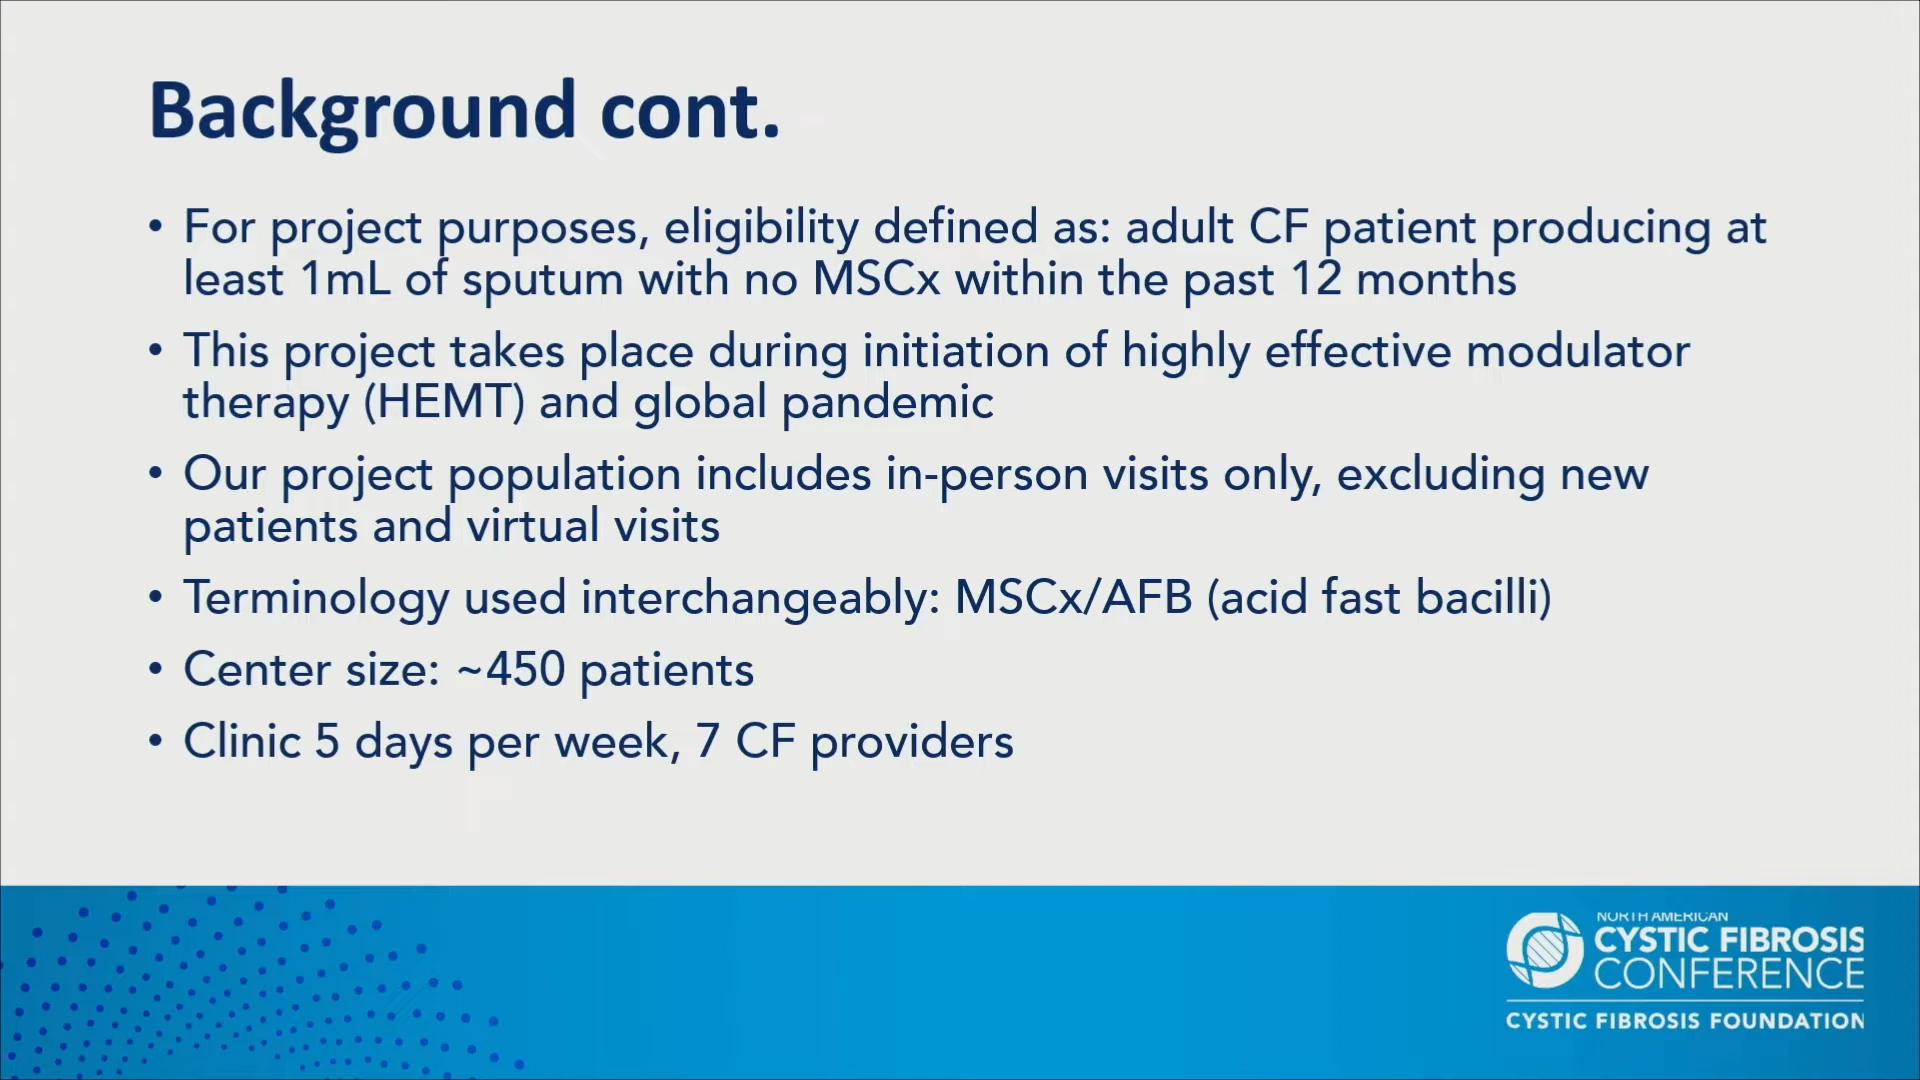 Background cont.
• For project purposes, eligibility defined as: adult CF patient producing at
least 1mL of sputum with no MSCx within the past 12 months
• This project takes place during initiation of highly effective modulator
therapy (HEMT) and global pandemic
• Our project population includes in-person visits only, excluding new
patients and virtual visits
• Terminology used interchangeably: MSCx/AFB (acid fast bacilli)
• Center size: ~450 patients
• Clinic 5 days per week, 7 CF providers
NORTH AMERICAN
CYSTIC FIBROSIS
CONFERENCE
CYSTIC FIBROSIS FOUNDATION